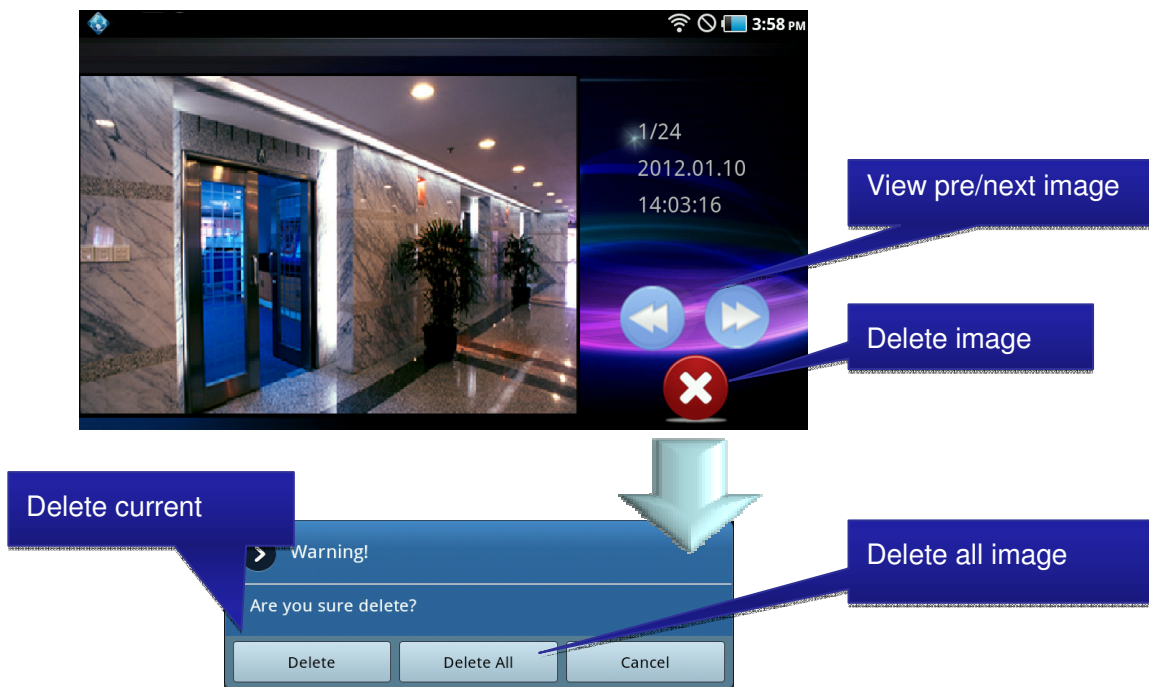 3:58 PM
1/24
2012.01.10
14:03:16
View pre/next image
Delete image
Delete current
Warning!
Are you sure delete?
Delete all image
Delete
Delete All
Cancel